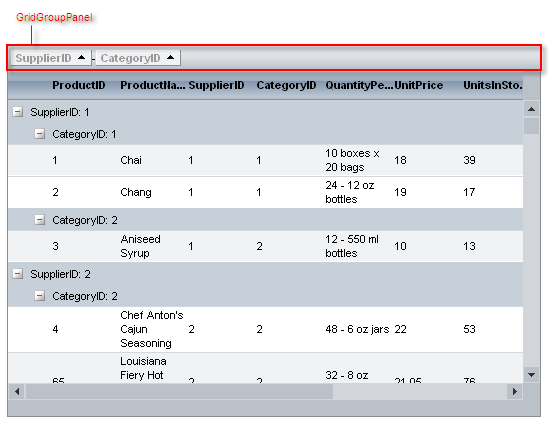 GridGroupPanel
SupplierID CategoryID
ProductID ProductNa... SupplierID CategoryID QuantityPe... UnitPrice UnitsInSto.
SupplierID: 1
CategoryID: 1
1 Chai 1 1 10 boxes x 20 bags 18 39
2 Chang 1 1 24 - 12 oz bottles 19 17
CategoryID: 2
3 Aniseed Syrup 1 2 12 - 550 ml bottles 10 13
SupplierID: 2
CategoryID: 2
4 Chef Anton's Cajun Seasoning 2 2 48 - 6 oz jars 22 53
65 Louisiana Fiery Hot 2 2 32 - 8 oz 21.05 76